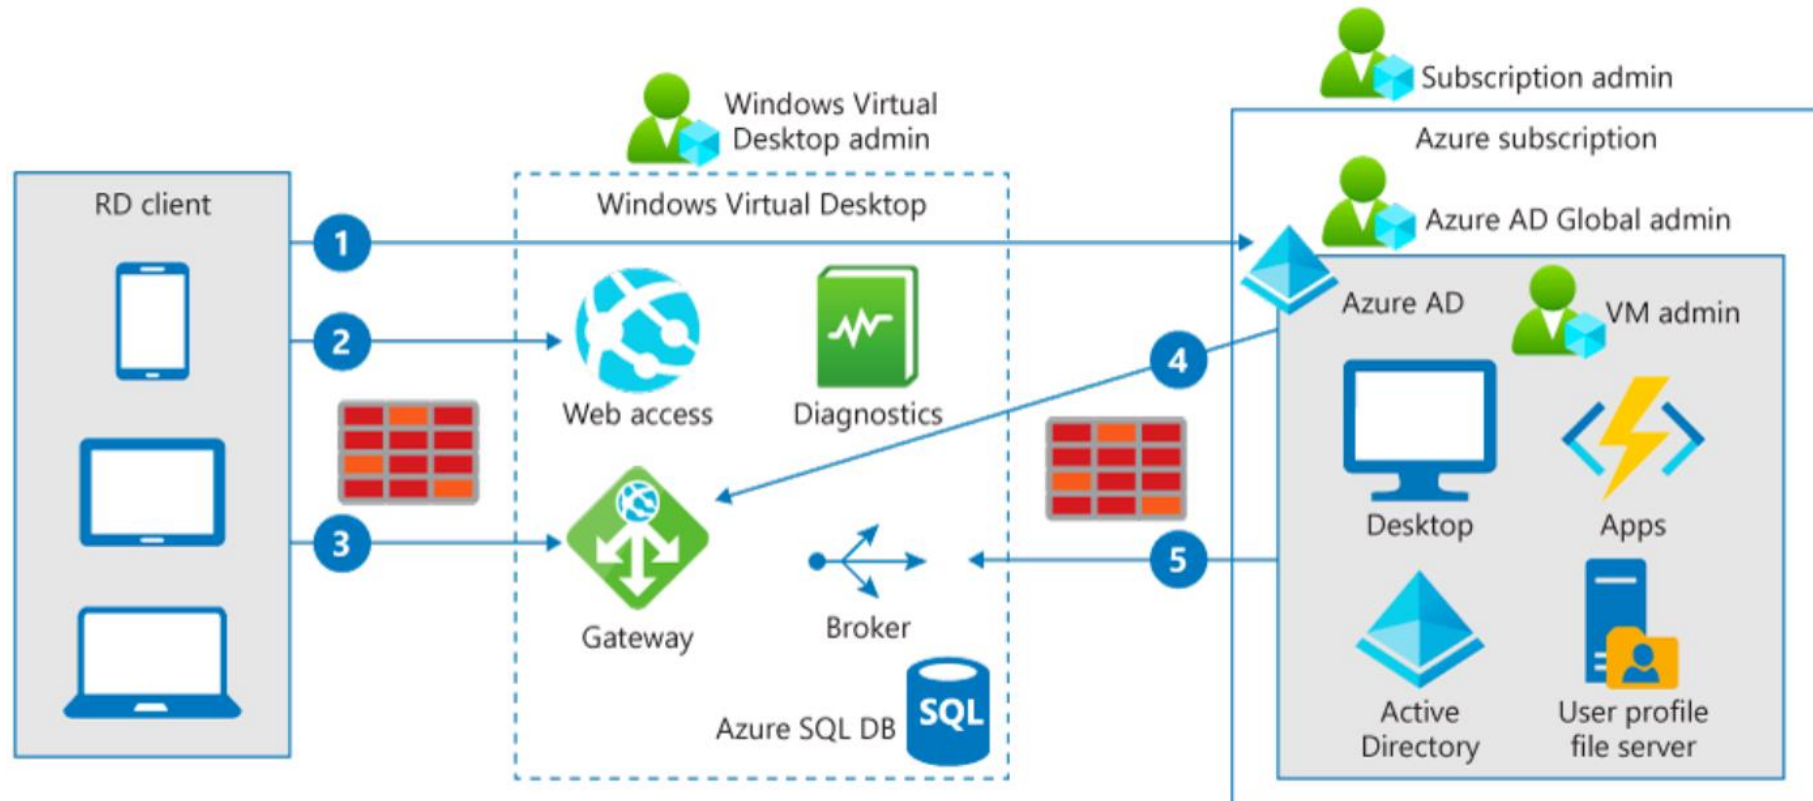 Subscription admin
Windows Virtual
Desktop admin
Azure subscription
RD client
Windows Virtual Desktop
Azure AD Global admin
1
Azure AD
VM admin
2
4
Web access
Diagnostics
Desktop
Apps
3
5
Gateway
Broker
Azure SQL DB
SQL
Active
Directory
User profile
file server